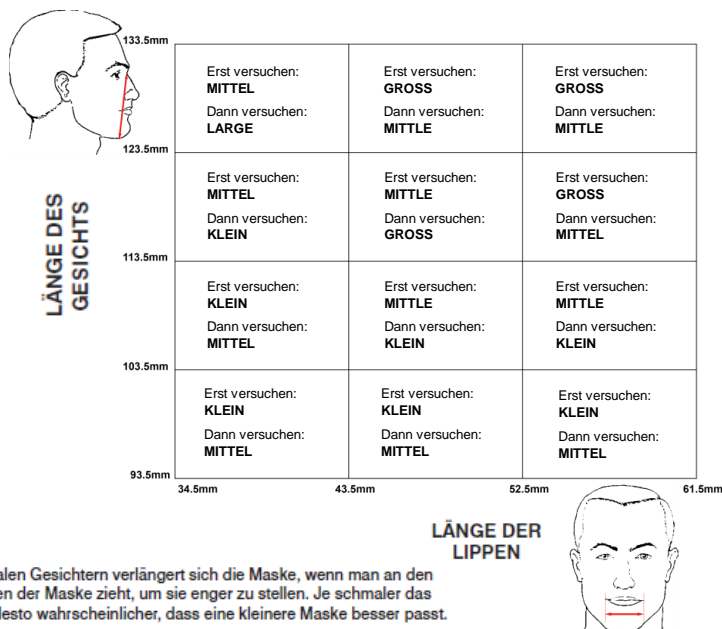 133.5mm
Erst versuchen:
MITTEL
Dann versuchen:
LARGE
Erst versuchen:
GROSS
Dann versuchen:
MITTLE
Erst versuchen:
GROSS
Dann versuchen:
MITTLE
123.5mm
Erst versuchen:
MITTEL
Dann versuchen:
KLEIN
Erst versuchen:
MITTLE
Dann versuchen:
GROSS
Erst versuchen:
GROSS
Dann versuchen:
MITTEL
LÄNGE DES
GESICHTS
113.5mm
Erst versuchen:
KLEIN
Dann versuchen:
MITTEL
Erst versuchen:
MITTLE
Dann versuchen:
KLEIN
Erst versuchen:
MITTLE
Dann versuchen:
KLEIN
103.5mm
Erst versuchen:
KLEIN
Dann versuchen:
MITTEL
Erst versuchen:
KLEIN
Dann versuchen:
MITTEL
Erst versuchen:
KLEIN
Dann versuchen:
MITTEL
93.5mm
34.5mm 43.5mm 52.5mm 61.5mm
LÄNGE DER
LIPPEN
alen Gesichtern verlängert sich die Maske, wenn man an den
en der Maske zieht, um sie enger zu stellen. Je schmaler das
lesto wahrscheinlicher, dass eine kleinere Maske besser passt.